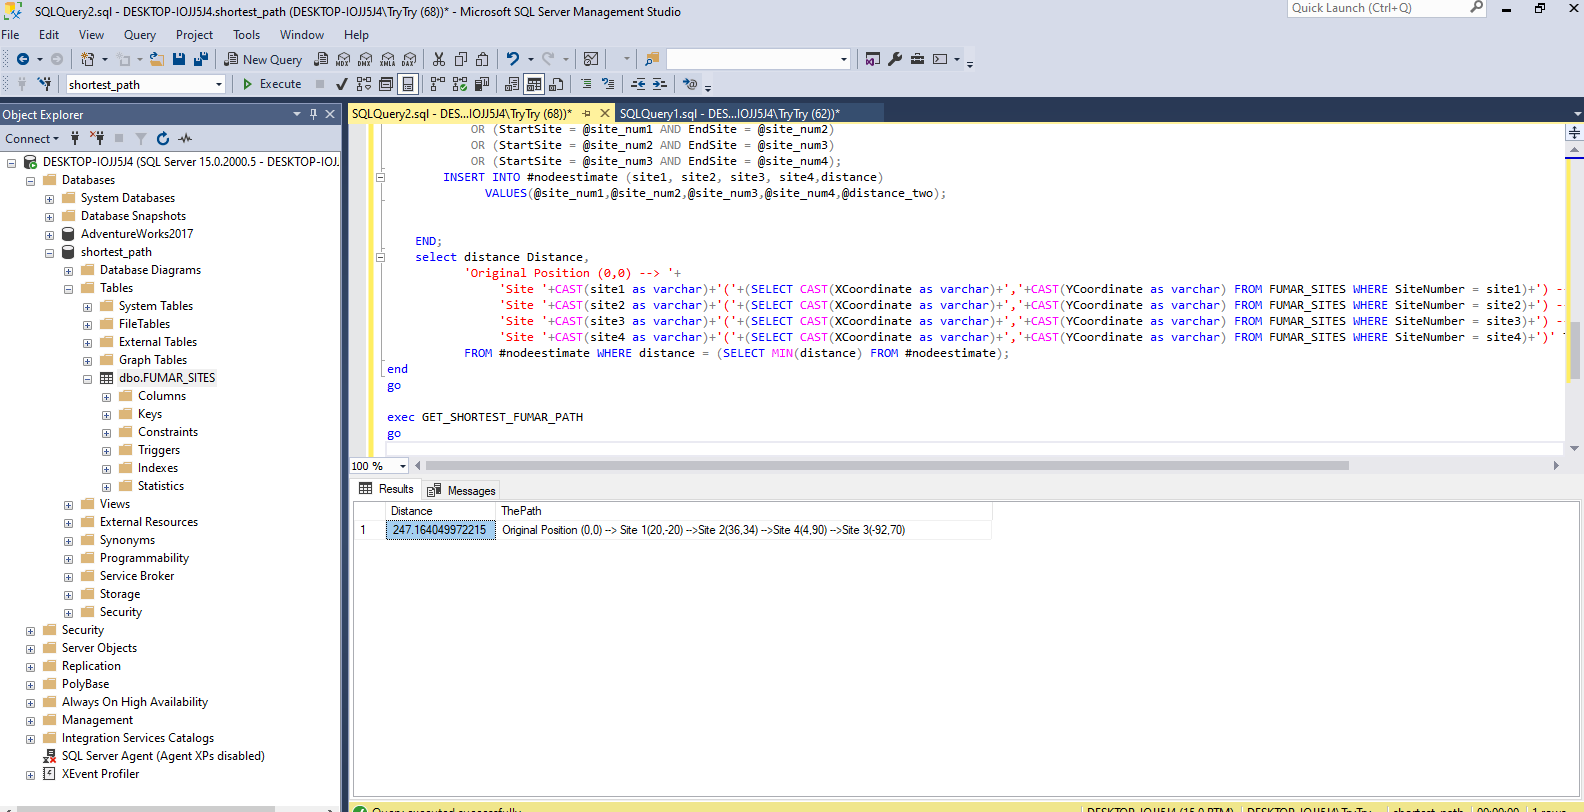 SQLQuery2.sql - DESKTOP-IOJJ5J4.shortest_path (DESKTOP-IOJJ5J4\TryTry (68))* - Microsoft SQL Server Management Studio
Quick Launch (Ctrl+Q)
File Edit View Query Project Tools Window Help
New Query
MDX DMX XMLA DAX
shortest_path
Execute
Object Explorer
Connect
DESKTOP-IOJJ5J4 (SQL Server 15.0.2000.5 - DESKTOP-IOJ.
Databases
System Databases
Database Snapshots
AdventureWorks2017
shortest_path
Database Diagrams
Tables
System Tables
FileTables
External Tables
Graph Tables
dbo.FUMAR_SITES
Columns
Keys
Constraints
Triggers
Indexes
Statistics
Views
External Resources
Synonyms
Programmability
Service Broker
Storage
Security
Security
Server Objects
Replication
PolyBase
Always On High Availability
Management
Integration Services Catalogs
SQL Server Agent (Agent XPs disabled)
XEvent Profiler
SQLQuery2.sql - DES...IOJJ5J4\TryTry (68))*
SQLQuery1.sql - DES...IOJJ5J4\TryTry (62))*
OR (StartSite = @site_num1 AND EndSite = @site_num2)
OR (StartSite = @site_num2 AND EndSite = @site_num3)
OR (StartSite = @site_num3 AND EndSite = @site_num4);
INSERT INTO #nodeestimate (site1, site2, site3, site4,distance)
VALUES(@site_num1,@site_num2,@site_num3,@site_num4,@distance_two);
END;
select distance Distance,
'Original Position (0,0) --> '+
'Site '+CAST(site1 as varchar)+'('+(SELECT CAST(XCoordinate as varchar)+','+CAST(YCoordinate as varchar) FROM FUMAR_SITES WHERE SiteNumber = site1)+') --
'Site '+CAST(site2 as varchar)+'('+(SELECT CAST(XCoordinate as varchar)+','+CAST(YCoordinate as varchar) FROM FUMAR_SITES WHERE SiteNumber = site2)+') --
'Site '+CAST(site3 as varchar)+'('+(SELECT CAST(XCoordinate as varchar)+','+CAST(YCoordinate as varchar) FROM FUMAR_SITES WHERE SiteNumber = site3)+') --
'Site '+CAST(site4 as varchar)+'('+(SELECT CAST(XCoordinate as varchar)+','+CAST(YCoordinate as varchar) FROM FUMAR_SITES WHERE SiteNumber = site4)+')'
FROM #nodeestimate WHERE distance = (SELECT MIN(distance) FROM #nodeestimate);
end
go
exec GET_SHORTEST_FUMAR_PATH
go
100 %
Results Messages
Distance ThePath
1 247.164049972215 Original Position (0,0) --> Site 1(20,-20) -->Site 2(36,34) -->Site 4(4,90) -->Site 3(-92,70)
Query executed successfully. DESKTOP-IOJJ5J4 (15.0 RTM) DESKTOP-IOJJ5J4\TryTry shortest_path 00:00:00 1 rows